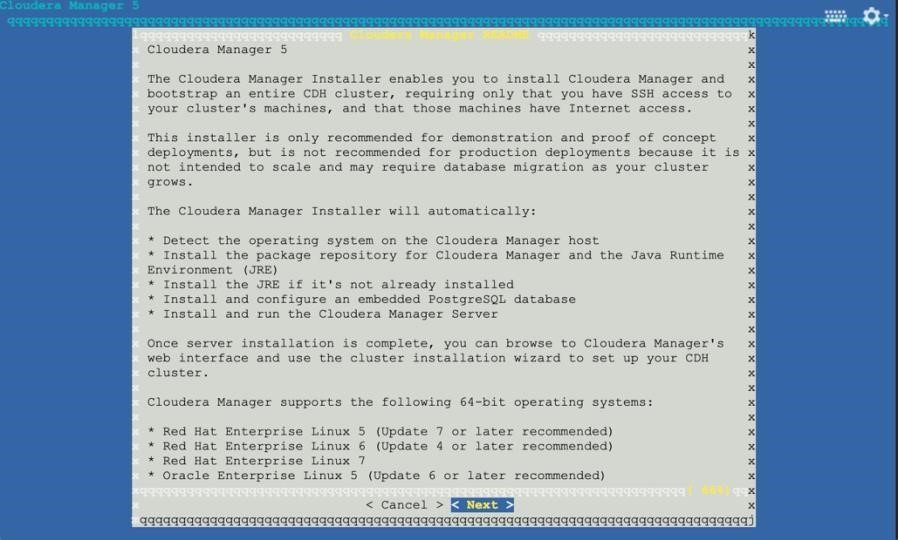 Cloudera Manager 5
Cloudera Manager README
Cloudera Manager 5
The Cloudera Manager Installer enables you to install Cloudera Manager and
bootstrap an entire CDH cluster, requiring only that you have SSH access to
your cluster's machines, and that those machines have Internet access.
This installer is only recommended for demonstration and proof of concept
deployments, but is not recommended for production deployments because it is
not intended to scale and may require database migration as your cluster
grows.
The Cloudera Manager Installer will automatically:
* Detect the operating system on the Cloudera Manager host
* Install the package repository for Cloudera Manager and the Java Runtime
Environment (JRE)
* Install the JRE if it's not already installed
* Install and configure an embedded PostgreSQL database
* Install and run the Cloudera Manager Server
Once server installation is complete, you can browse to Cloudera Manager's
web interface and use the cluster installation wizard to set up your CDH
cluster.
Cloudera Manager supports the following 64-bit operating systems:
* Red Hat Enterprise Linux 5 (Update 7 or later recommended)
* Red Hat Enterprise Linux 6 (Update 4 or later recommended)
* Red Hat Enterprise Linux 7
* Oracle Enterprise Linux 5 (Update 6 or later recommended)
< Cancel > < Next >